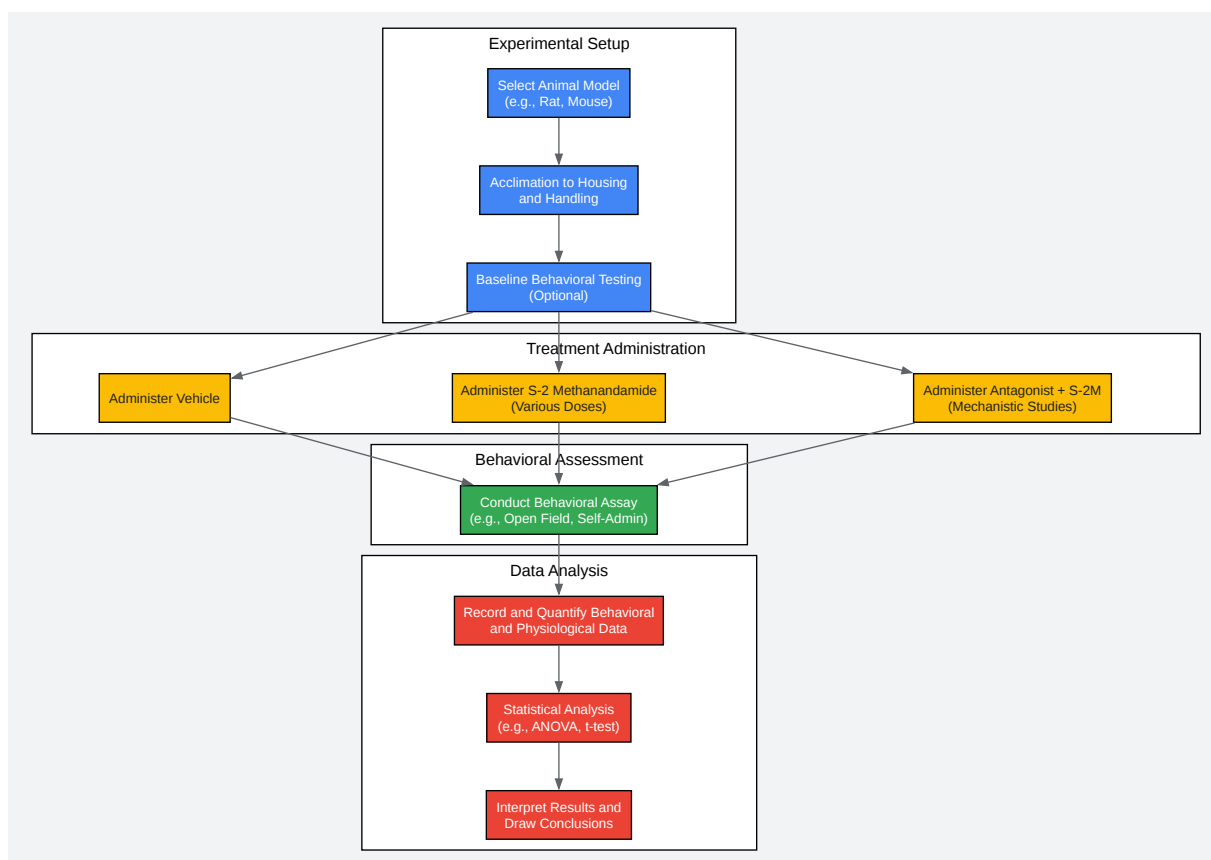 Experimental Setup
Select Animal Model
(e.g., Rat, Mouse)
Acclimation to Housing
and Handling
Baseline Behavioral Testing
(Optional)
Treatment Administration
Administer Vehicle
Administer S-2 Methanandamide
(Various Doses)
Administer Antagonist + S-2M
(Mechanistic Studies)
Behavioral Assessment
Conduct Behavioral Assay
(e.g., Open Field, Self-Admin)
Data Analysis
Record and Quantify Behavioral
and Physiological Data
Statistical Analysis
(e.g., ANOVA, t-test)
Interpret Results and
Draw Conclusions